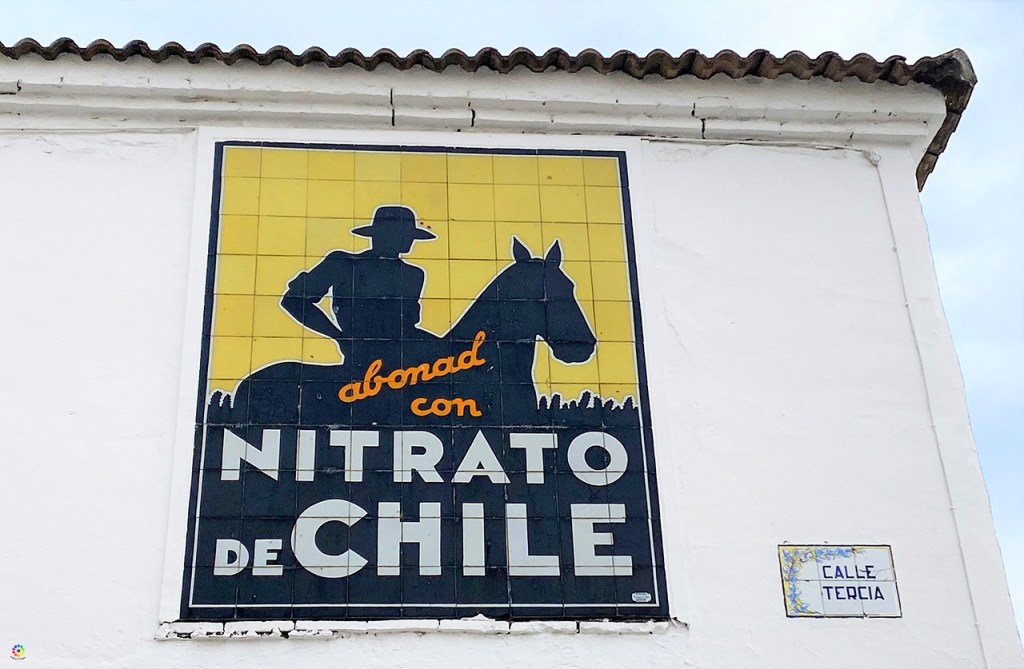 abonad
con
NITRATO
DE CHILE
CALLE
TERCIA